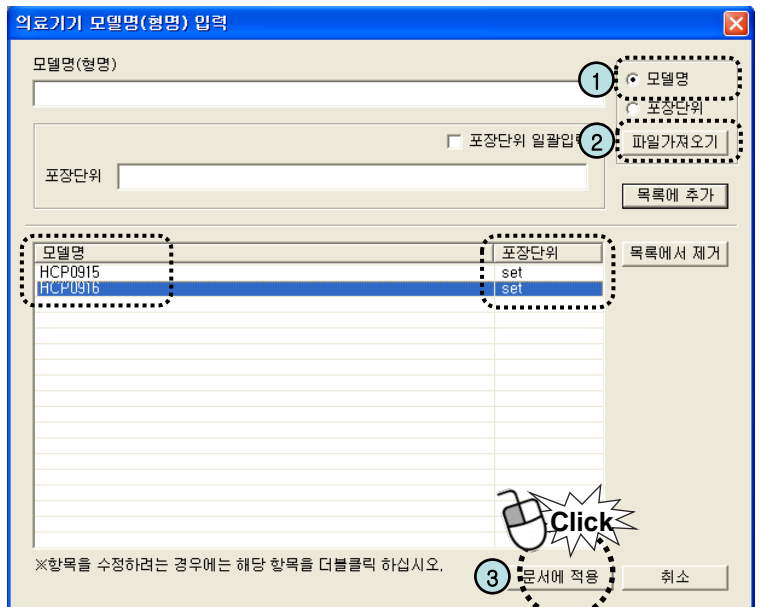 의료기기 모델명(형명) 입력
모델명(형명)
1
모델명
포장단위
포장단위 일괄입력
2
파일가져오기
포장단위
목록에 추가
모델명 포장단위
목록에서 제거
HCP0915 set
HCP0916 set
Click
※항목을 수정하려는 경우에는 해당 항목을 더블클릭 하십시오.
3
문서에 적용
취소